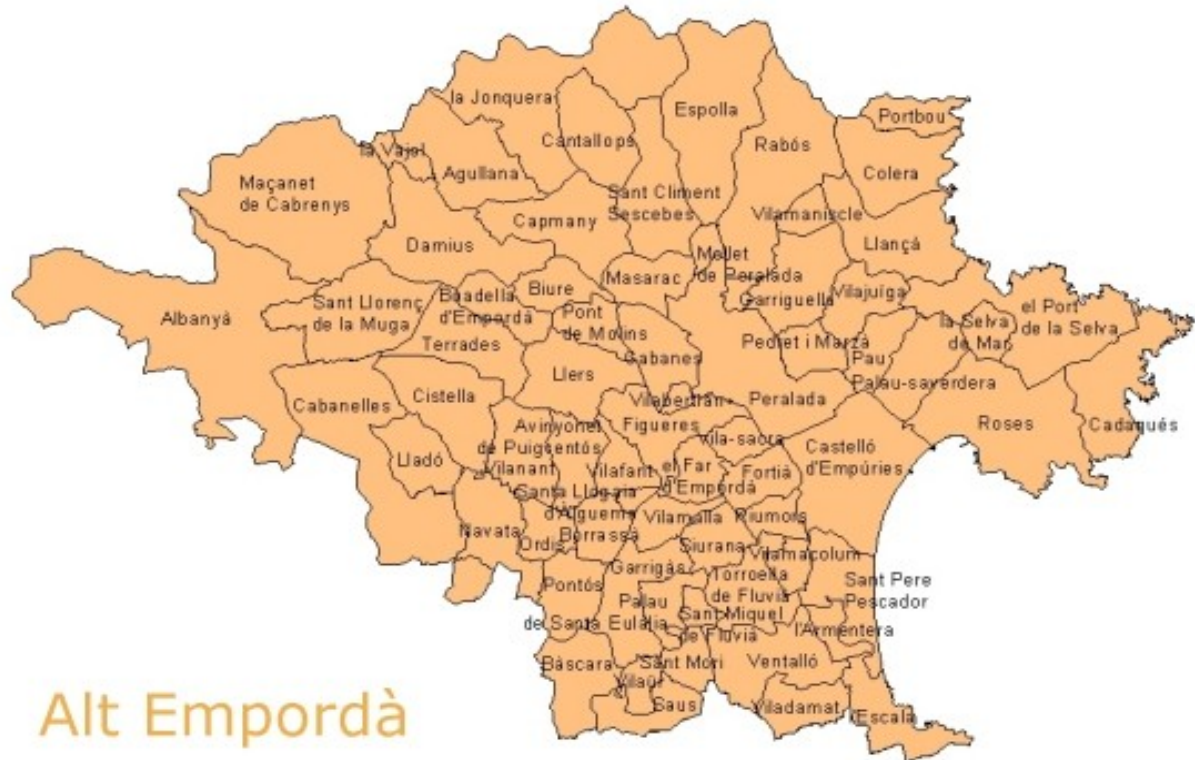 la Jonquera
Espolla
Portbou
Cantallops
Rabós
la Vajol
Agullana
Colera
Maçanet
de Cabrenys
Sant Climent
Sescebes
Capmany
Vilamaniscle
Damius
Llançà
Mollet
de Peralada
Masarac
Biure
Boadella
d'Empordà
Garriguella
Vilajuïga
Sant Llorenç
de la Muga
Albanyà
Pont
de Molins
el Port
de la Selva
la Selva
de Mar
Terrades
Cabanes
Pedret i Marzà
Pau
Llers
Palau-saverdera
Cistella
Cabanelles
Vilabertran
Peralada
Avinyonet
de Puigventós
Figueres
Vila-sacra
Roses
Cadaqués
Castelló
d'Empúries
Lladó
Vilanant
Vilafant
el Far
d'Empordà
Fortià
Santa Llogaia
d'Àlguema
Navata
Ordis
Borrassà
Vilamalla
Riumors
Siurana
Vilamacolum
Garrigàs
Torroella
de Fluvià
Sant Pere
Pescador
Pontós
Palau
de Santa Eulàlia
Sant Miquel
de Fluvià
l'Armentera
Bàscara
Sant Mori
Ventalló
Vilaür
Saus
Viladamat
l'Escala
Alt Empordà